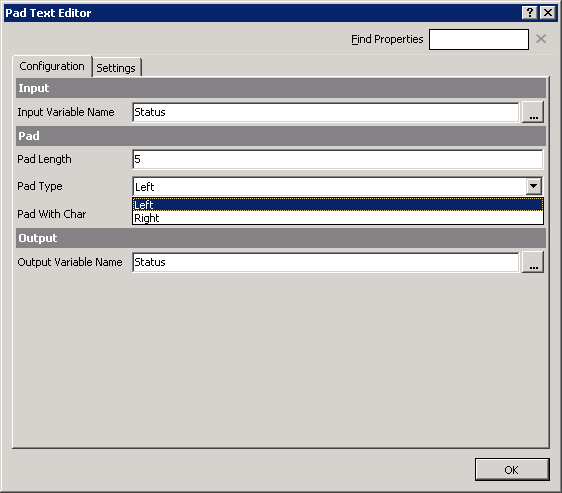 Pad Text Editor
Find Properties
Configuration Settings
Input
Input Variable Name Status ...
Pad
Pad Length 5
Pad Type Left
Left
Pad With Char Right
Output
Output Variable Name Status ...
OK